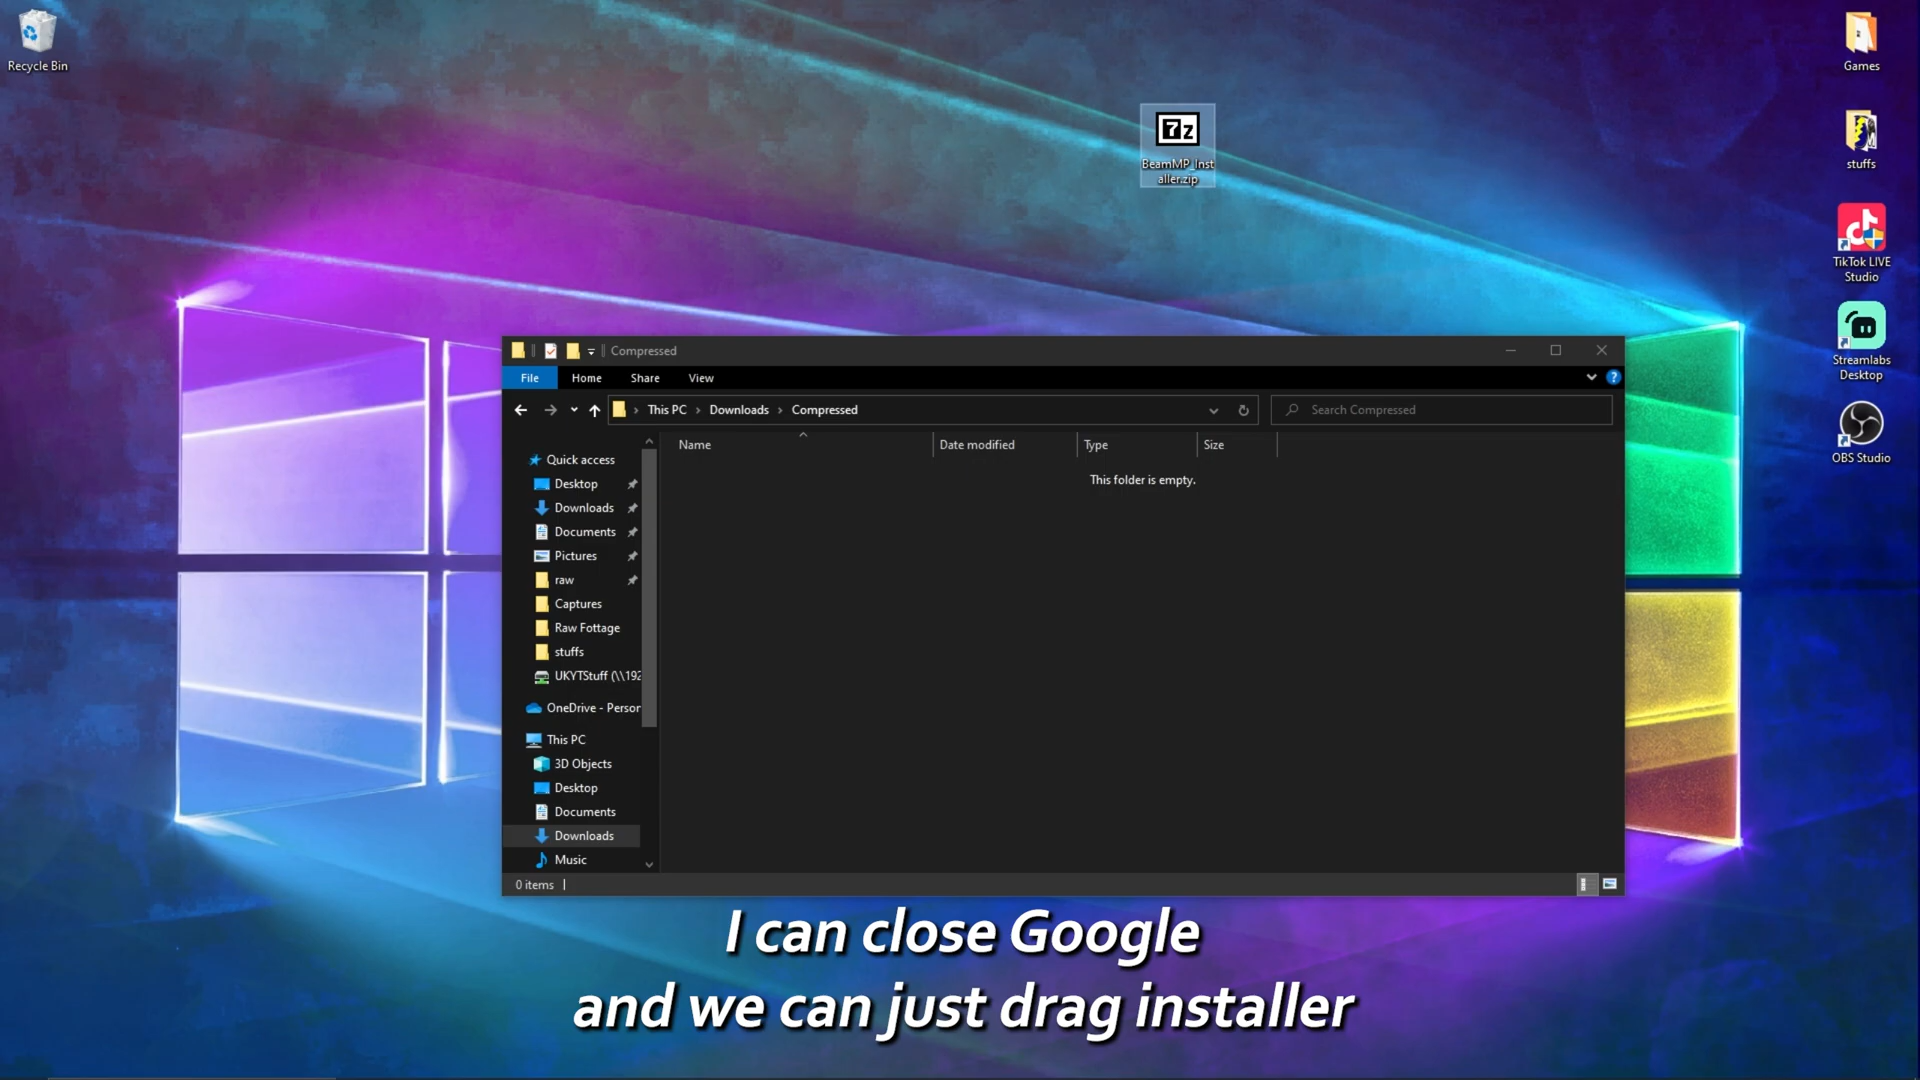 Recycle Bin
BeamMP_Inst
aller.zip
Games
stuffs
TikTok LIVE
Studio
Streamlabs
Desktop
OBS Studio
Compressed
File Home Share View
This PC Downloads Compressed
Search Compressed
Name Date modified Type Size
This folder is empty.
Quick access
Desktop
Downloads
Documents
Pictures
raw
Captures
Raw Fottage
stuffs
UKYTStuff (\\192
OneDrive - Person
This PC
3D Objects
Desktop
Documents
Downloads
Music
0 items
I can close Google
and we can just drag installer